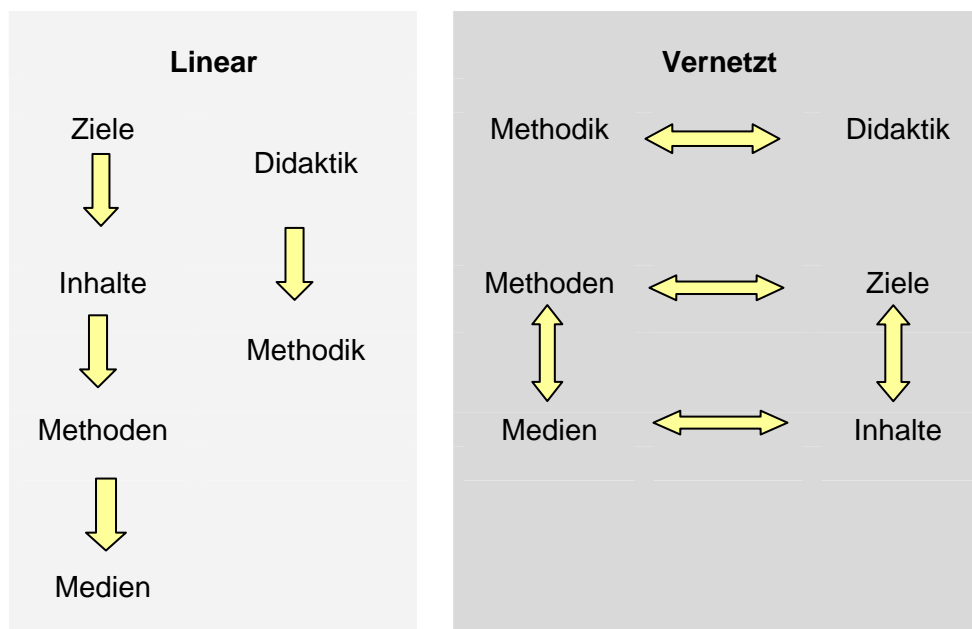 Linear
Ziele
Didaktik
Inhalte
Methodik
Methoden
Medien
Vernetzt
Methodik Didaktik
Methoden Ziele
Medien Inhalte